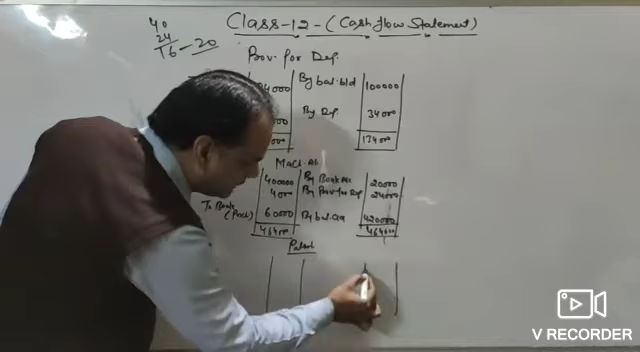 40
24
16 - 20
Class-12-(Cash flow Statement)
Prov. for Dep.
By bal. b/d 100000
By Dep. 34000
134000
Mach. A/c
400000 By Bank A/c 20000
4000 By Prov for Dep 24000
To Bank (Purch) 60000 By bal. c/d 420000
464000 464000
Patent
V RECORDER